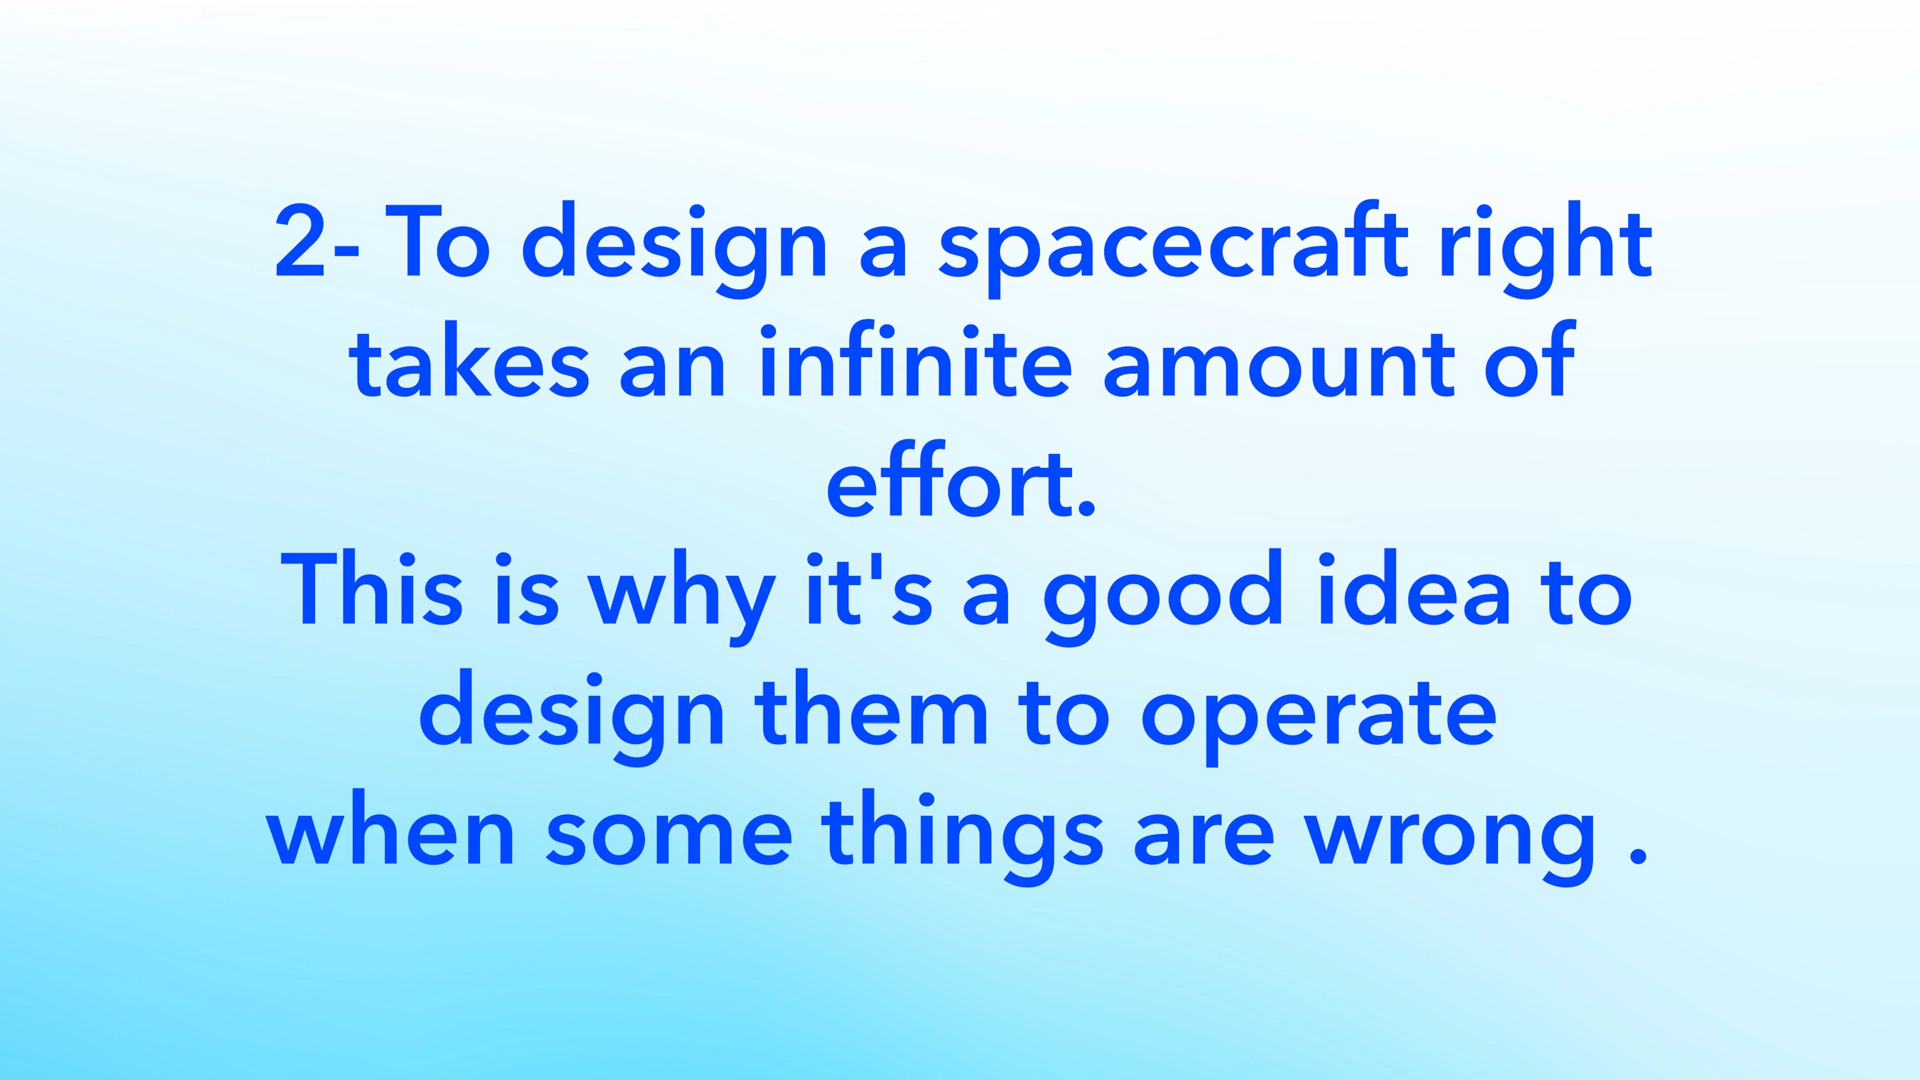 2- To design a spacecraft right
takes an infinite amount of
effort.
This is why it's a good idea to
design them to operate
when some things are wrong .